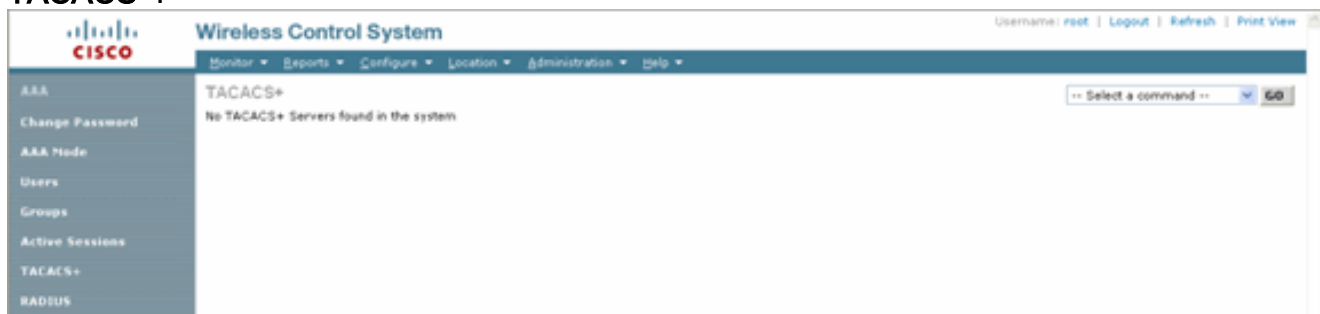 TACACS +
CISCO
Wireless Control System
Username: root | Logout | Refresh | Print View
Monitor Reports Configure Location Administration Help
AAA
Change Password
AAA Mode
Users
Groups
Active Sessions
TACACS+
RADIUS
TACACS+
-- Select a command -- GO
No TACACS+ Servers found in the system